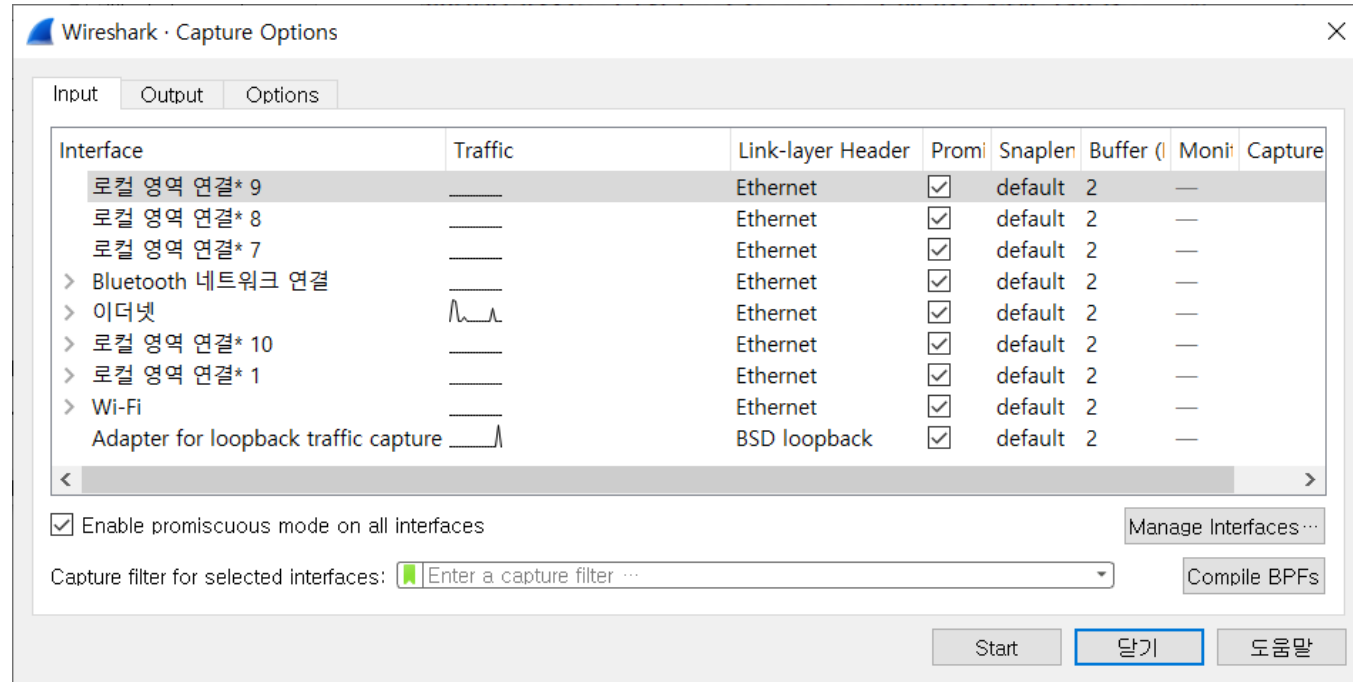 Wireshark · Capture Options
Input Output Options
Interface Traffic Link-layer Header Promi Snaplen Buffer ( Monit Capture
로컬 영역 연결* 9 Ethernet default 2 —
로컬 영역 연결* 8 Ethernet default 2 —
로컬 영역 연결* 7 Ethernet default 2 —
Bluetooth 네트워크 연결 Ethernet default 2 —
이더넷 Ethernet default 2 —
로컬 영역 연결* 10 Ethernet default 2 —
로컬 영역 연결* 1 Ethernet default 2 —
Wi-Fi Ethernet default 2 —
Adapter for loopback traffic capture BSD loopback default 2 —
Enable promiscuous mode on all interfaces
Manage Interfaces…
Capture filter for selected interfaces: Enter a capture filter … Compile BPFs
Start 닫기 도움말